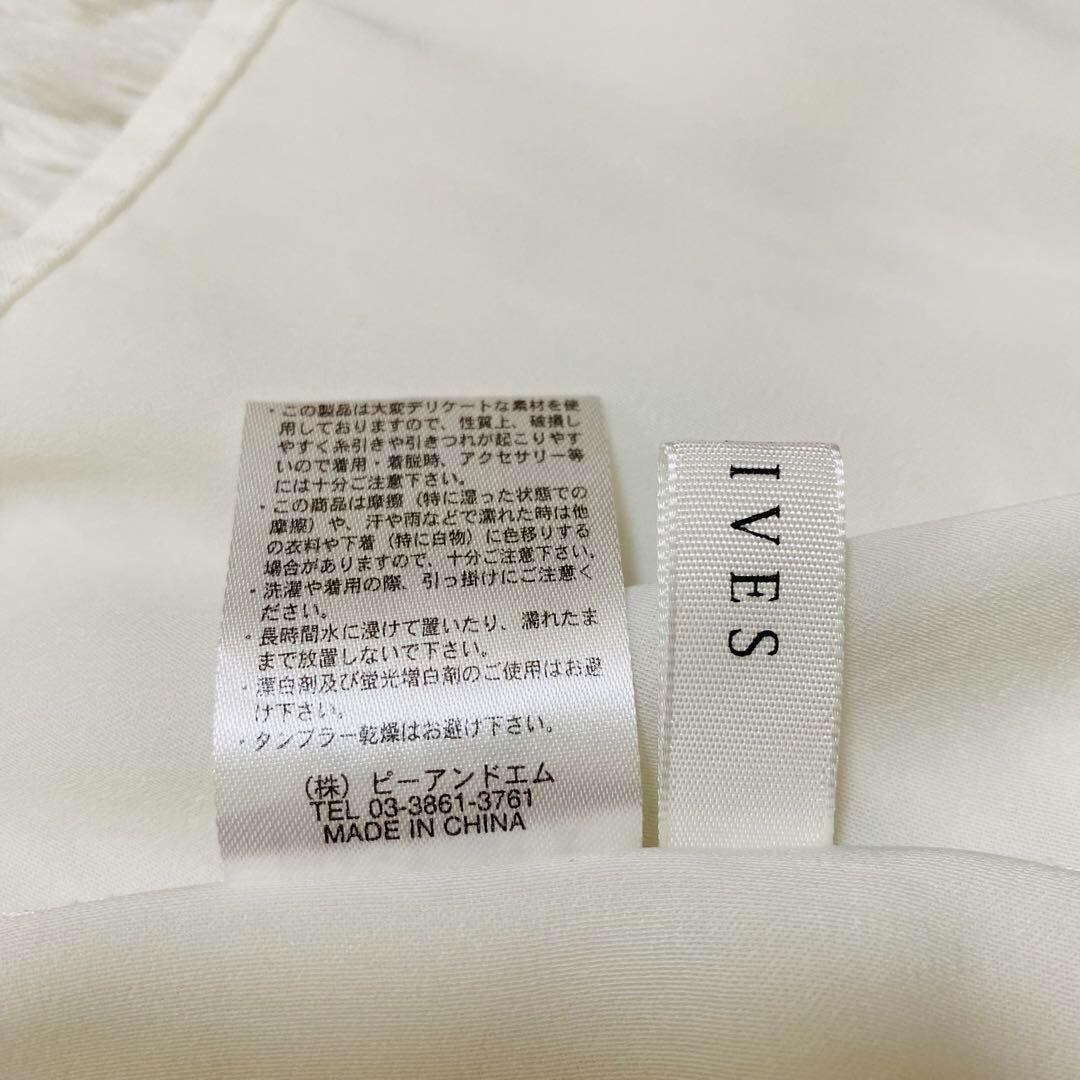 ・この製品は大変デリケートな素材を使
用しておりますので、性質上、破損し
やすく糸引きや引きつれが起こりやす
いので着用・着脱時、アクセサリー等
には十分ご注意下さい。
・この商品は摩擦（特に湿った状態での
摩擦）や、汗や雨などで濡れた時は他
の衣料や下着（特に白物）に色移りする
場合がありますので、十分ご注意下さい。
・洗濯や着用の際、引っ掛けにご注意く
ださい。
・長時間水に浸けて置いたり、濡れたま
まで放置しないで下さい。
・漂白剤及び蛍光増白剤のご使用はお避
け下さい。
・タンブラー乾燥はお避け下さい。
（株）ピーアンドエム
TEL 03-3861-3761
MADE IN CHINA
IVES